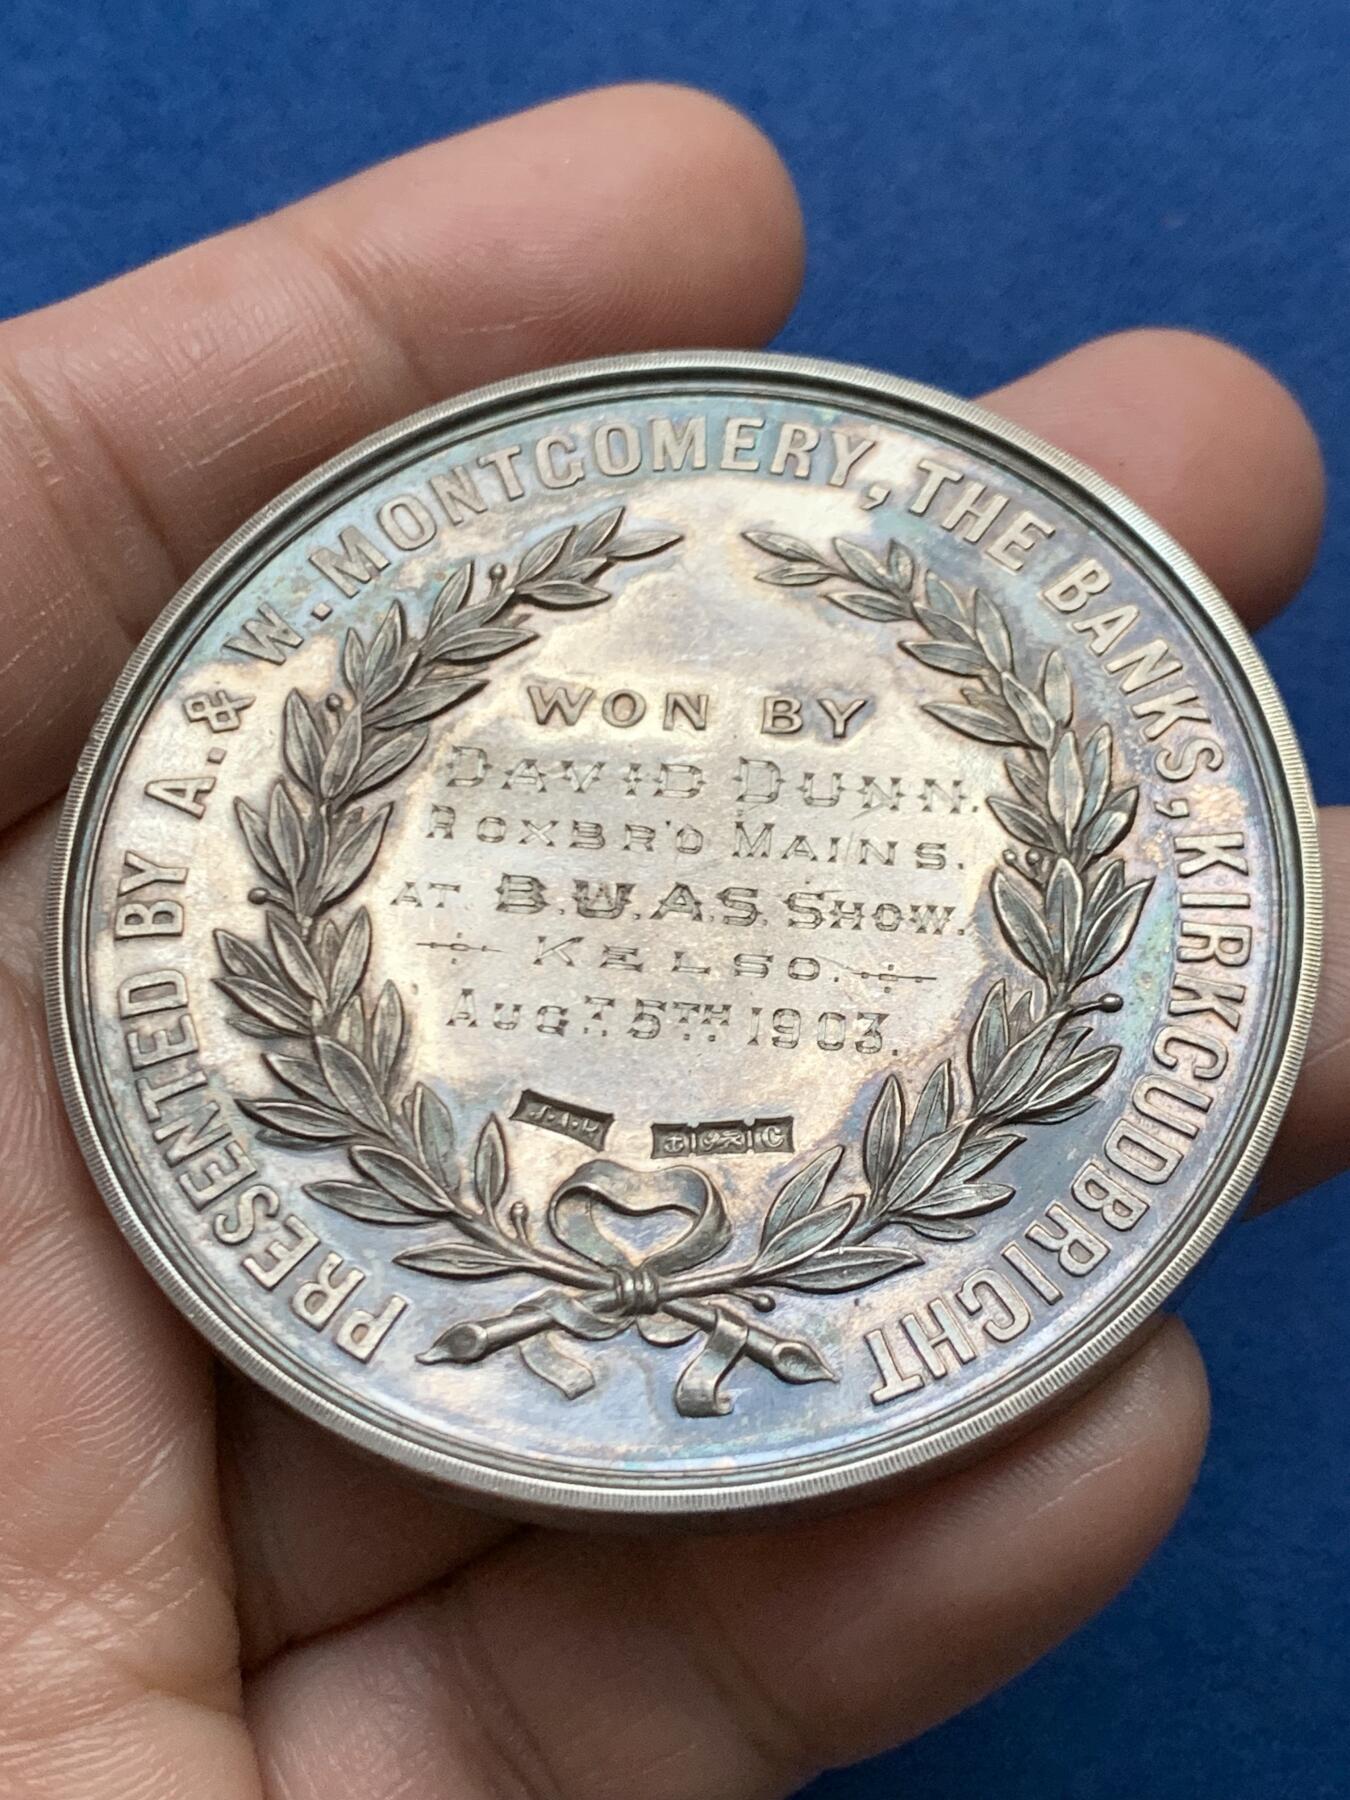 PRESENTED BY A. & W. MONTGOMERY, THE BANKS, KIRKCUDBRIGHT
WON BY
DAVID DUNN.
ROXBR'O MAINS.
AT B.W.A.S. SHOW.
KELSO.
AUGT. 5TH 1903.